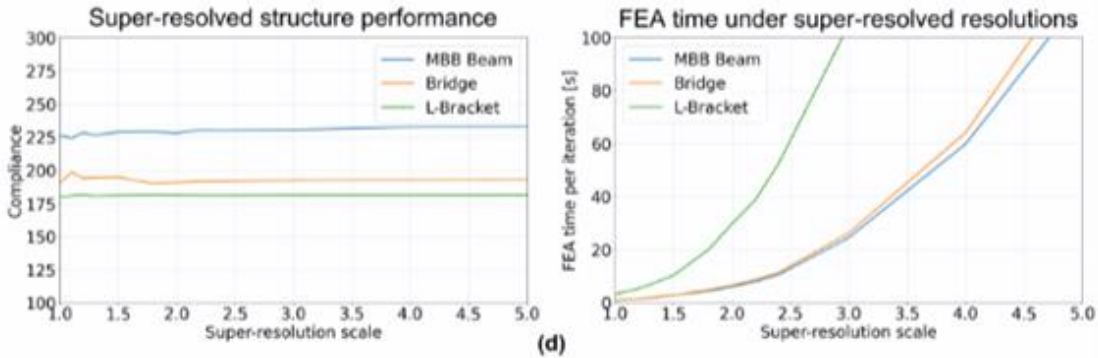 Super-resolved structure performance
300
275
250
225
200
175
150
125
100
Compliance
MBB Beam
Bridge
L-Bracket
1.0 1.5 2.0 2.5 3.0 3.5 4.0 4.5 5.0
Super-resolution scale
FEA time under super-resolved resolutions
100
80
60
40
20
0
FEA time per iteration [s]
MBB Beam
Bridge
L-Bracket
1.0 1.5 2.0 2.5 3.0 3.5 4.0 4.5 5.0
Super-resolution scale
(d)